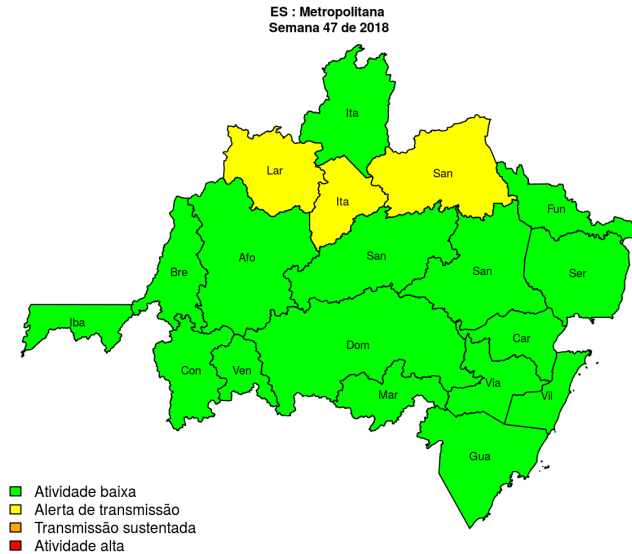 ES : Metropolitana
Semana 47 de 2018
Ita
Lar
San
Ita
Fun
Afo
San
San
Ser
Bre
Iba
Car
Dom
Con
Ven
Via
Mar
Vil
Gua
Atividade baixa
Alerta de transmissão
Transmissão sustentada
Atividade alta